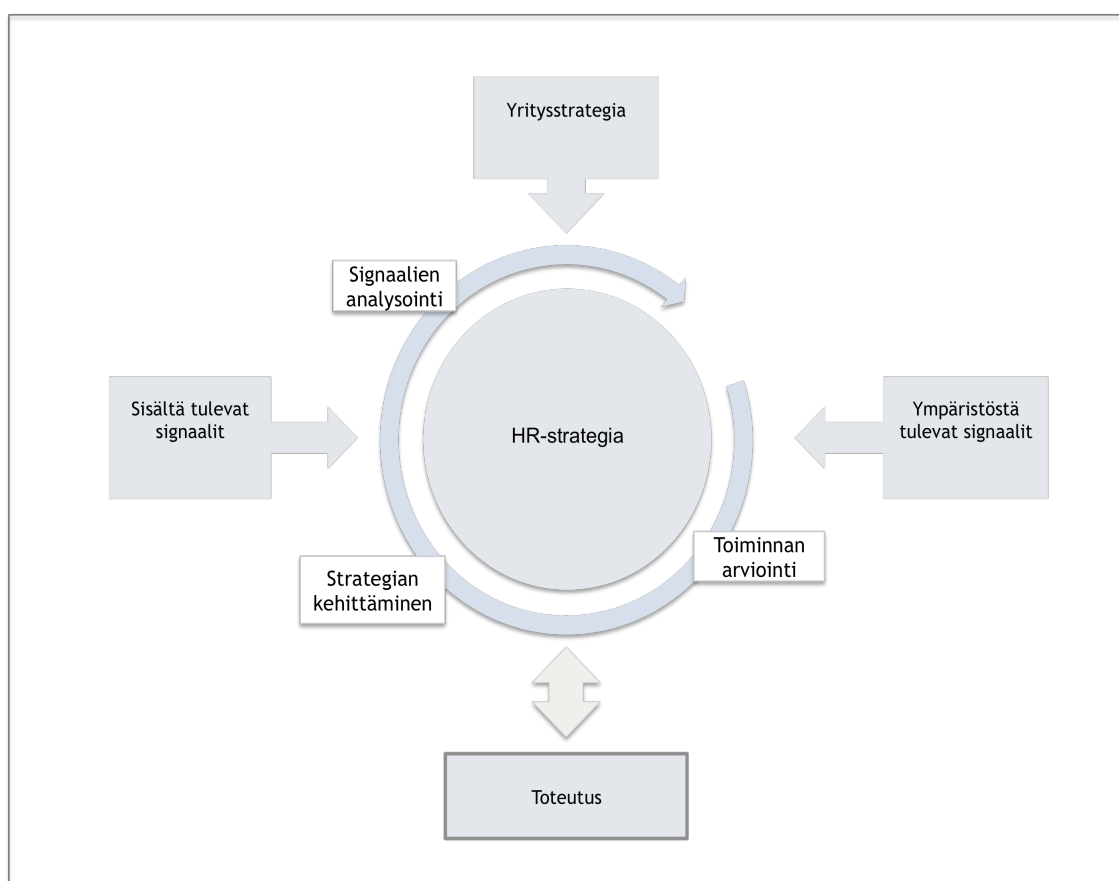 Yritysstrategia
Signaalien
analysointi
Sisältä tulevat
signaalit
HR-strategia
Ympäristöstä
tulevat signaalit
Toiminnan
arviointi
Strategian
kehittäminen
Toteutus